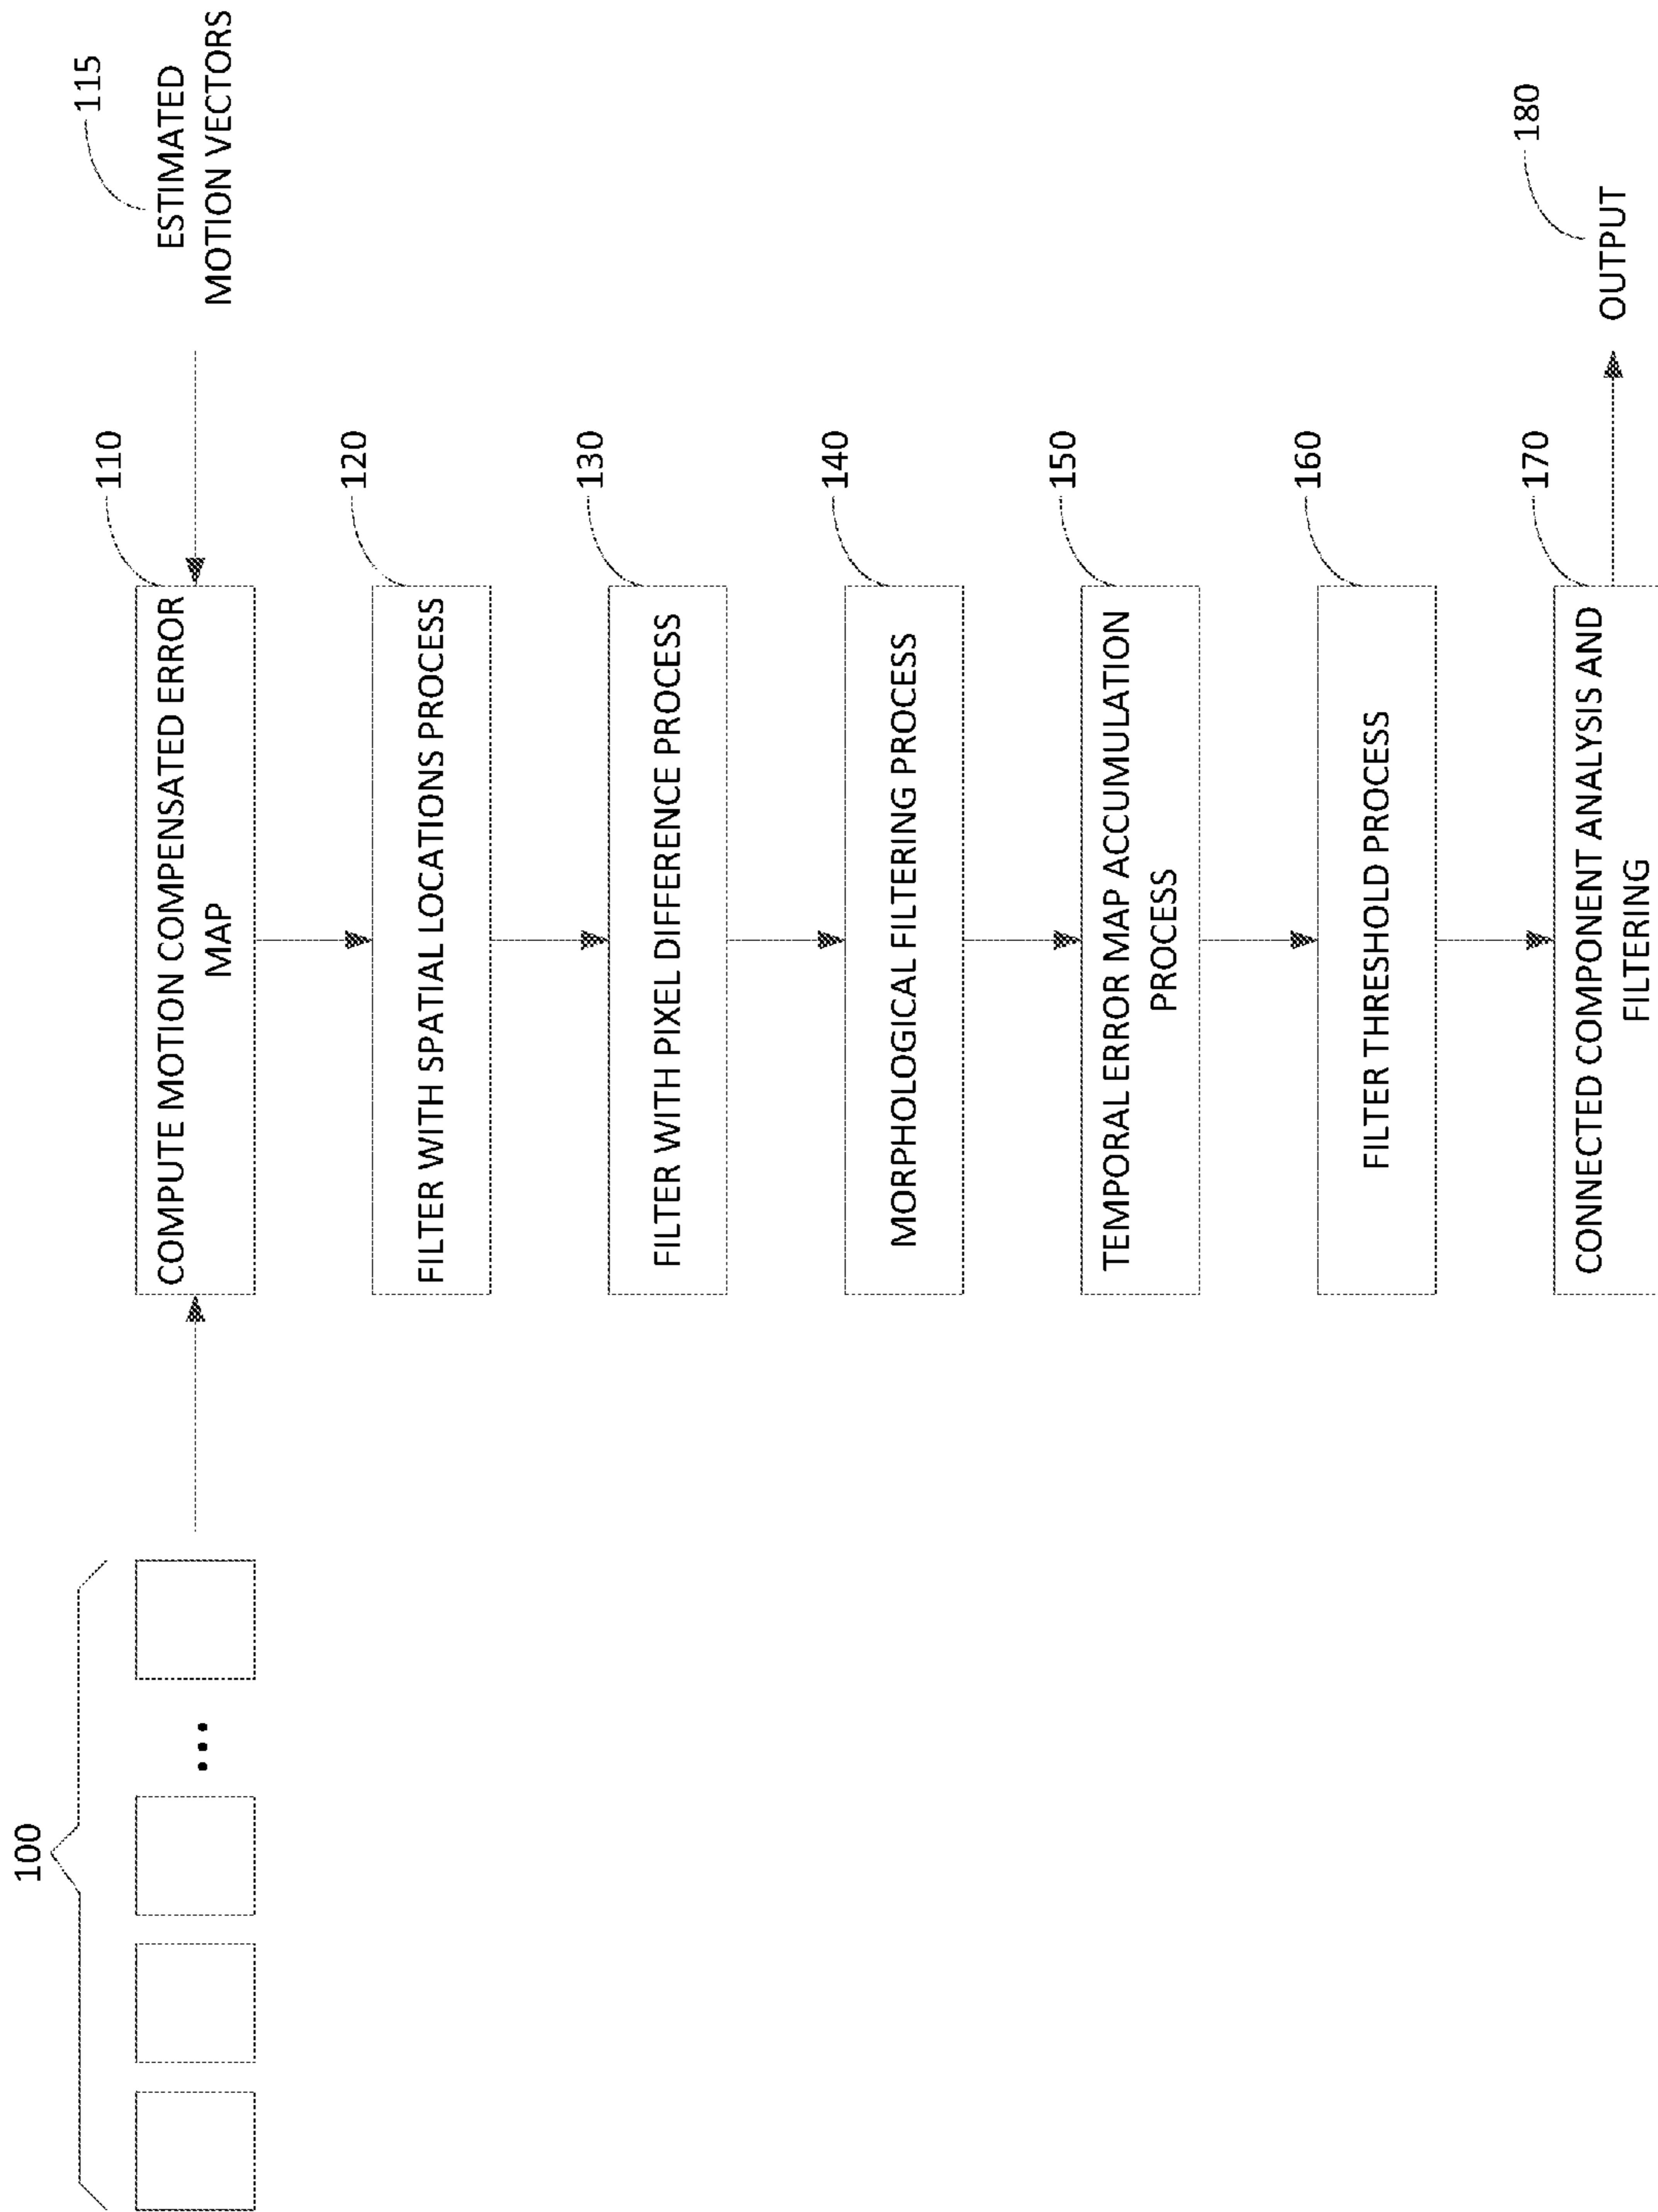 100
115
ESTIMATED
MOTION VECTORS
110
COMPUTE MOTION COMPENSATED ERROR
MAP
120
FILTER WITH SPATIAL LOCATIONS PROCESS
130
FILTER WITH PIXEL DIFFERENCE PROCESS
140
MORPHOLOGICAL FILTERING PROCESS
150
TEMPORAL ERROR MAP ACCUMULATION
PROCESS
160
FILTER THRESHOLD PROCESS
170
CONNECTED COMPONENT ANALYSIS AND
FILTERING
180
OUTPUT